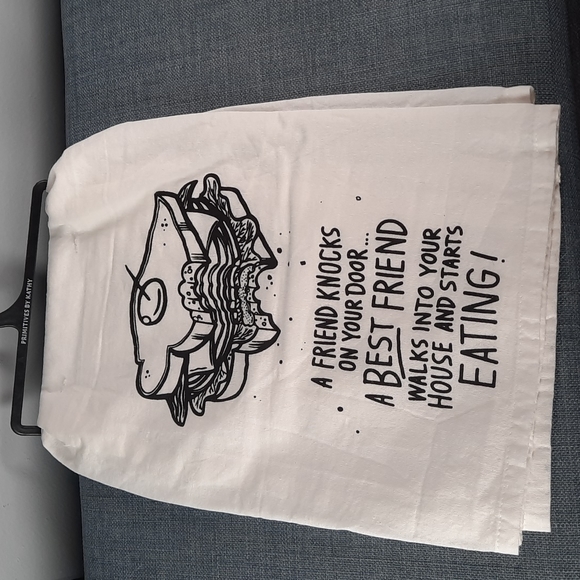 PRIMITIVES BY KATHY
A FRIEND KNOCKS
ON YOUR DOOR...
A BEST FRIEND
WALKS INTO YOUR
HOUSE AND STARTS
EATING!